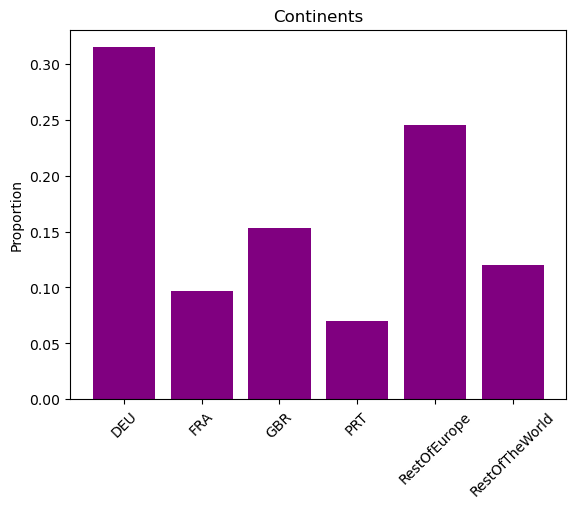 Continents
Proportion
0.30
0.25
0.20
0.15
0.10
0.05
0.00
DEU
FRA
GBR
PRT
RestOfEurope
RestOfTheWorld